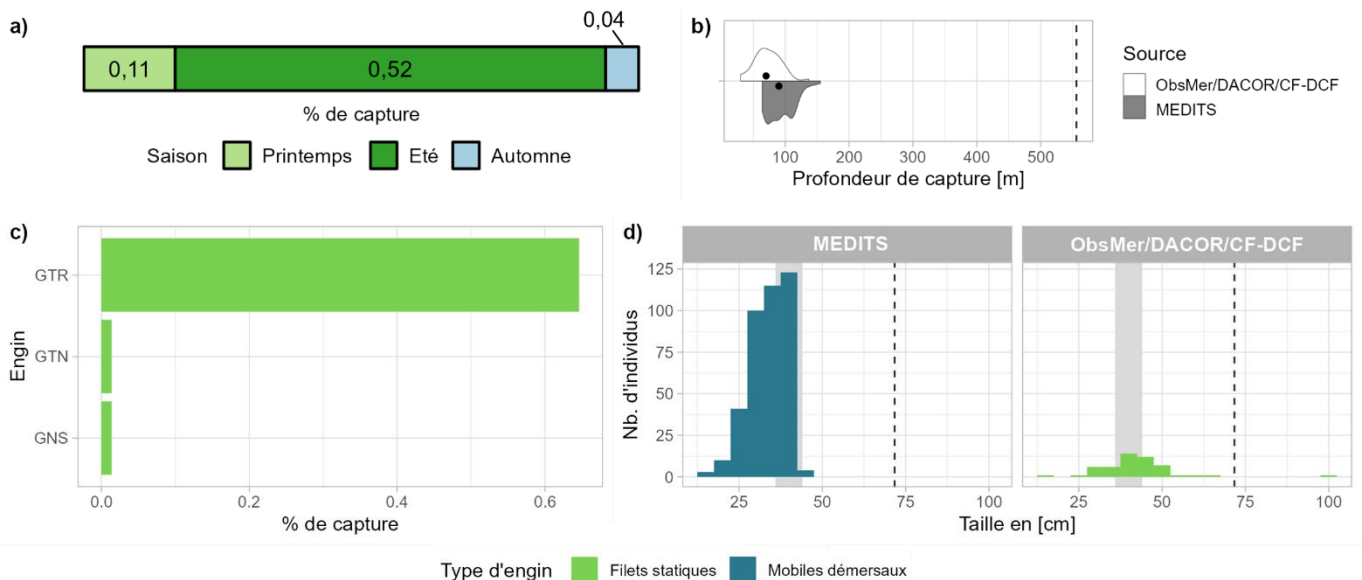 a)
0,04
0,11
0,52
% de capture
Saison Printemps Eté Automne
b)
100 200 300 400 500
Profondeur de capture [m]
Source
ObsMer/DACOR/CF-DCF
MEDITS
c)
Engin
GTR
GTN
GNS
0.0 0.2 0.4 0.6
% de capture
d)
MEDITS
ObsMer/DACOR/CF-DCF
Nb. d'individus
125
100
75
50
25
0
25 50 75 100
25 50 75 100
Taille en [cm]
Type d'engin Filets statiques Mobiles démersaux